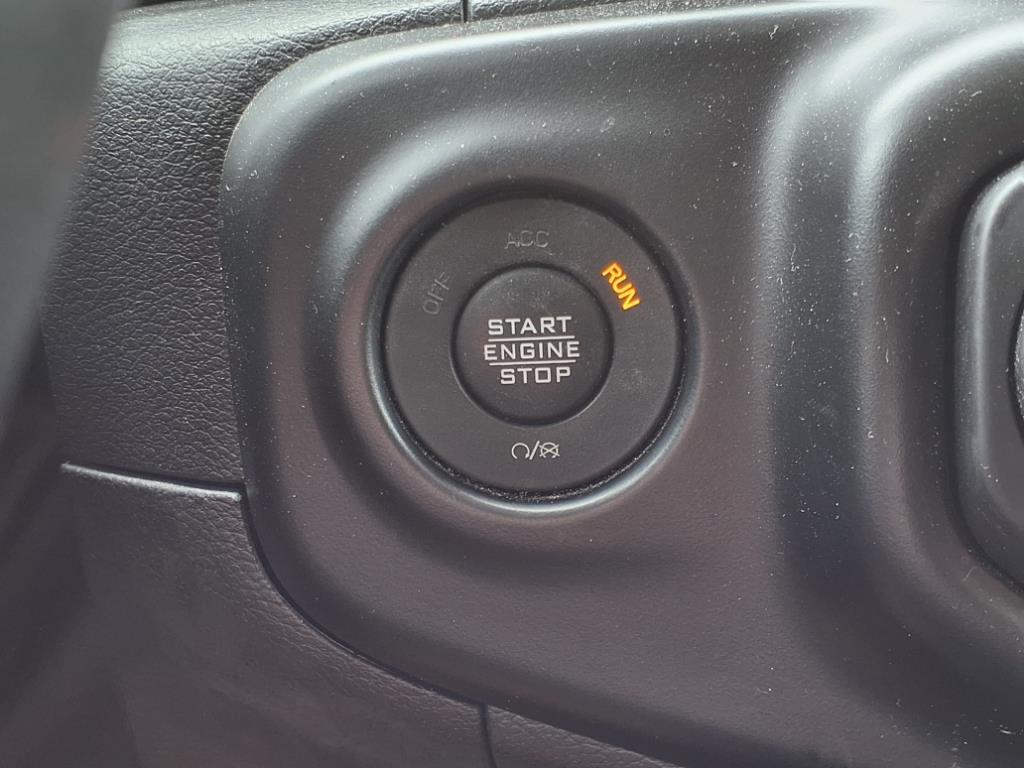 ACC
OFF
RUN
START
ENGINE
STOP